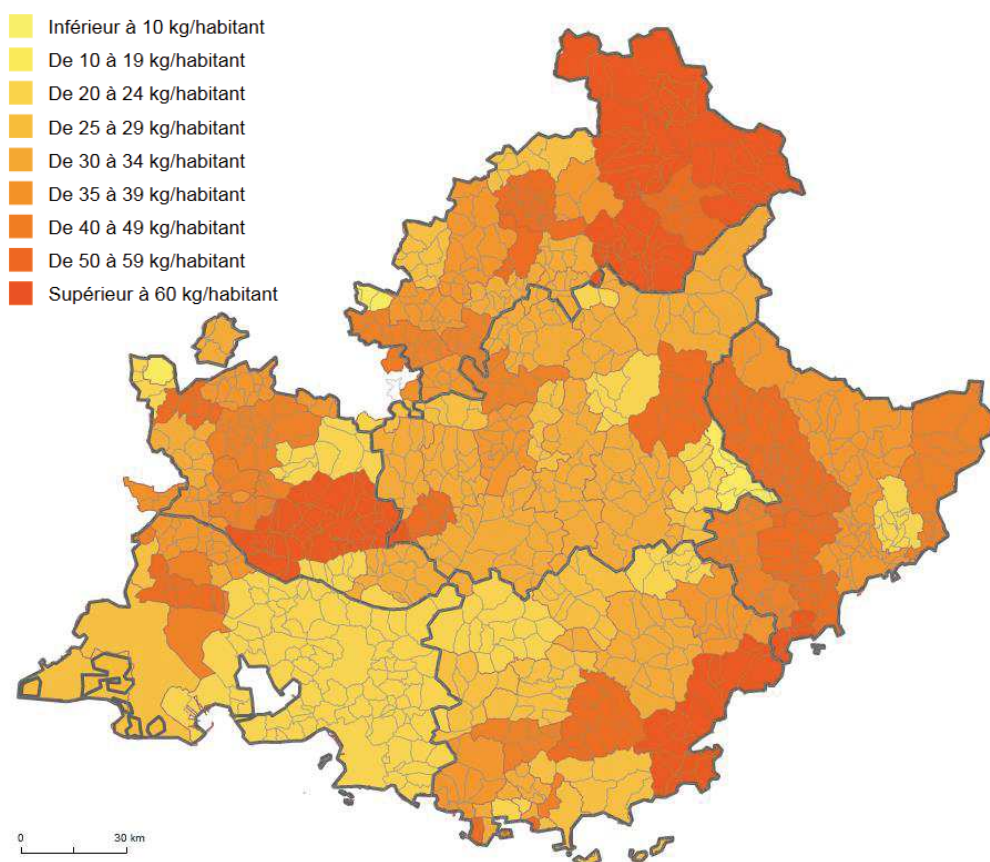 Inférieur à 10 kg/habitant
De 10 à 19 kg/habitant
De 20 à 24 kg/habitant
De 25 à 29 kg/habitant
De 30 à 34 kg/habitant
De 35 à 39 kg/habitant
De 40 à 49 kg/habitant
De 50 à 59 kg/habitant
Supérieur à 60 kg/habitant
0 30 km